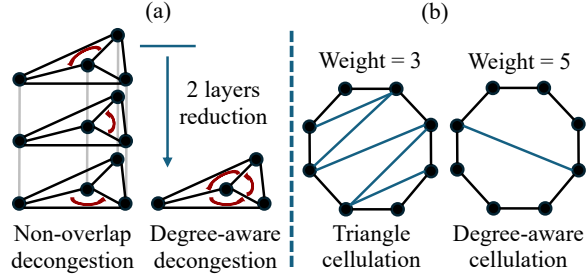 (a)
2 layers
reduction
Non-overlap
decongestion
Degree-aware
decongestion
(b)
Weight = 3
Weight = 5
Triangle
cellulation
Degree-aware
cellulation